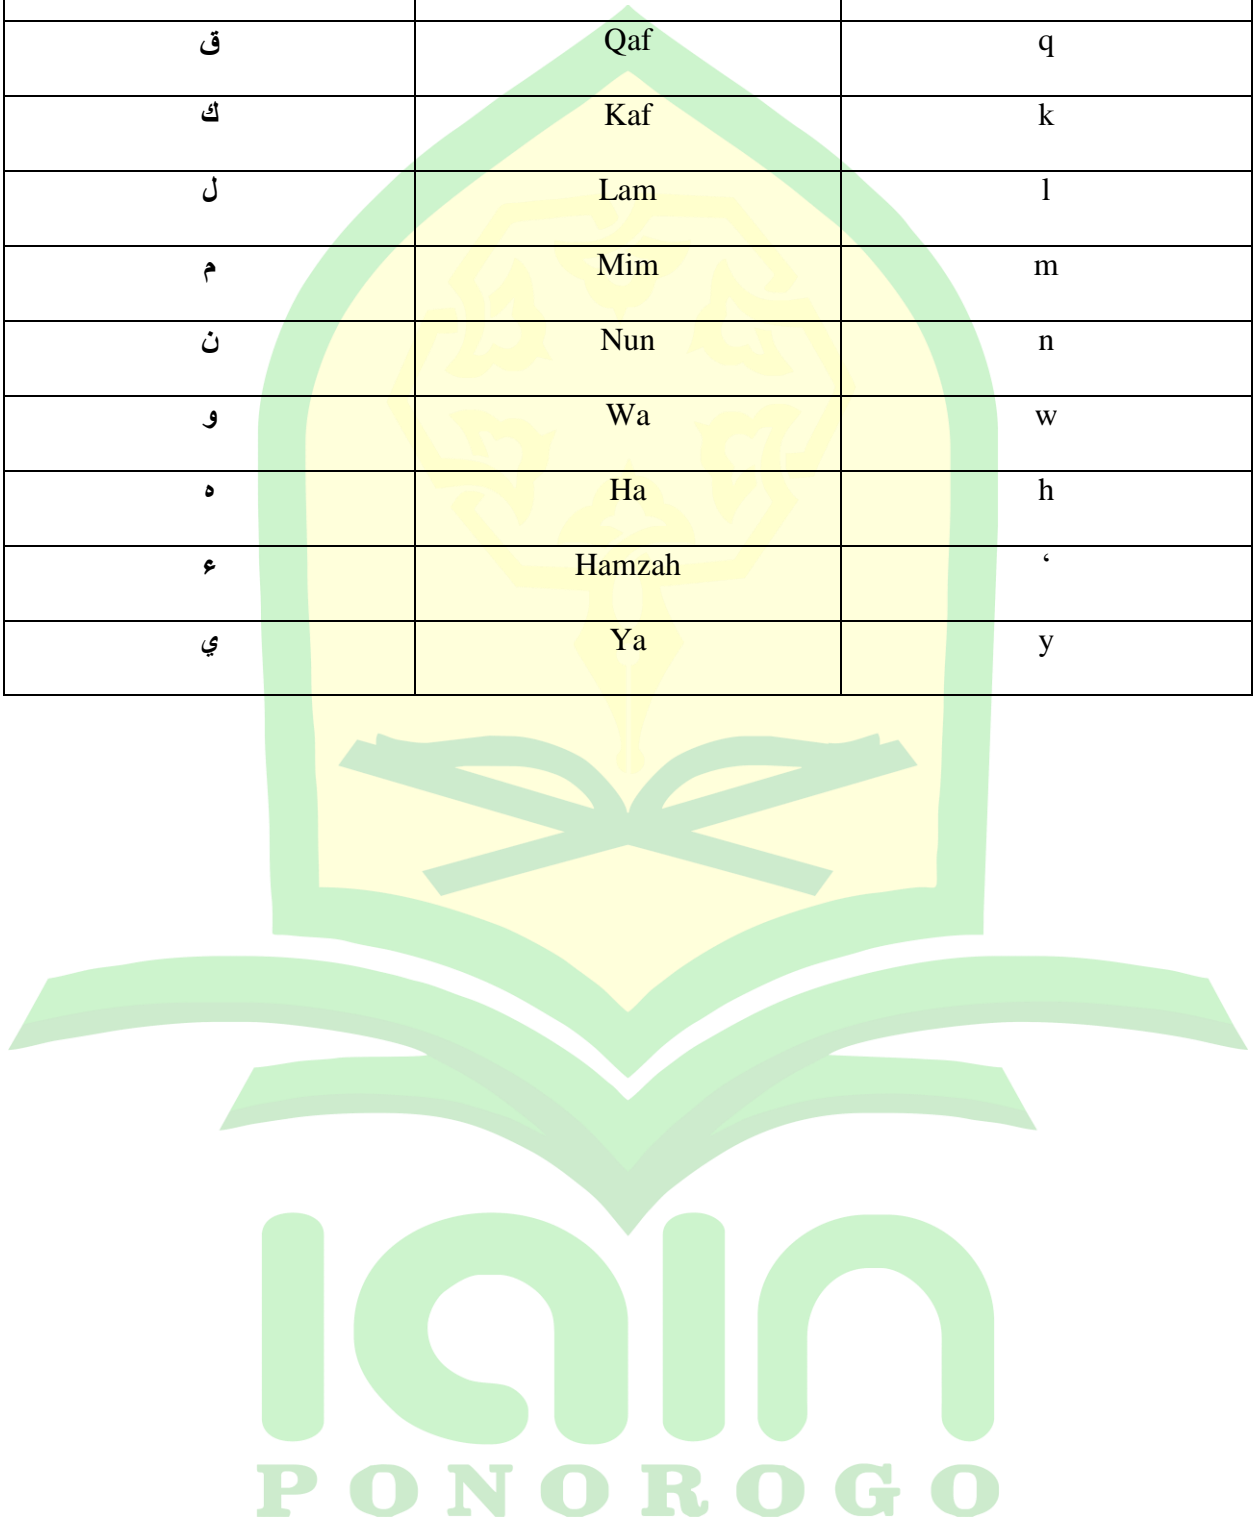 ق Qaf q
ك Kaf k
ل Lam l
م Mim m
ن Nun n
و Wa w
ه Ha h
ء Hamzah ‘
ي Ya y
iain
PONOROGO